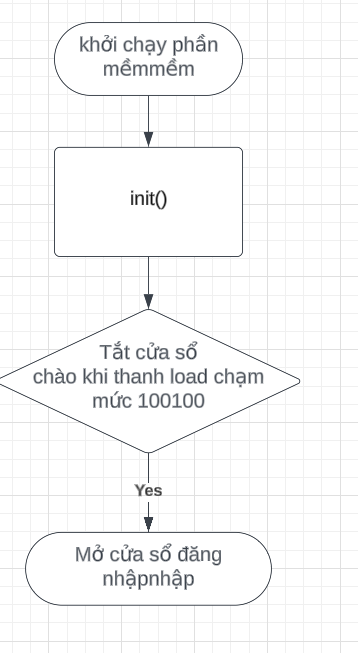 khởi chạy phần
mềmmềm
init()
Tắt cửa sổ
chào khi thanh load chạm
mức 100100
Yes
Mở cửa sổ đăng
nhậpnhập